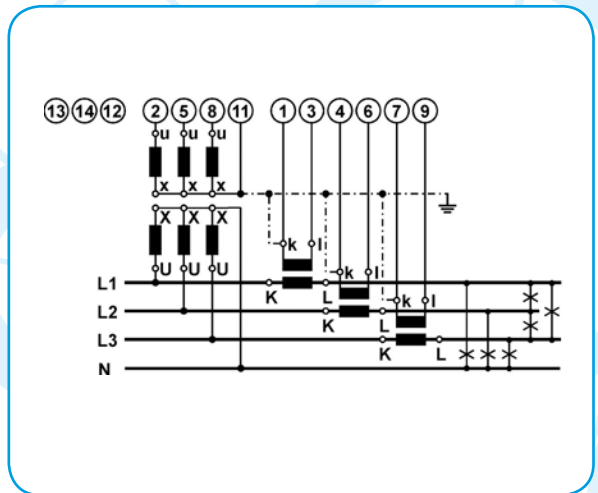 13 14 12 2 5 8 11 1 3 4 6 7 9
u u u
x x x
X X X k l
U U U k l
L1 K L k l
L2 K L
L3 K L
N